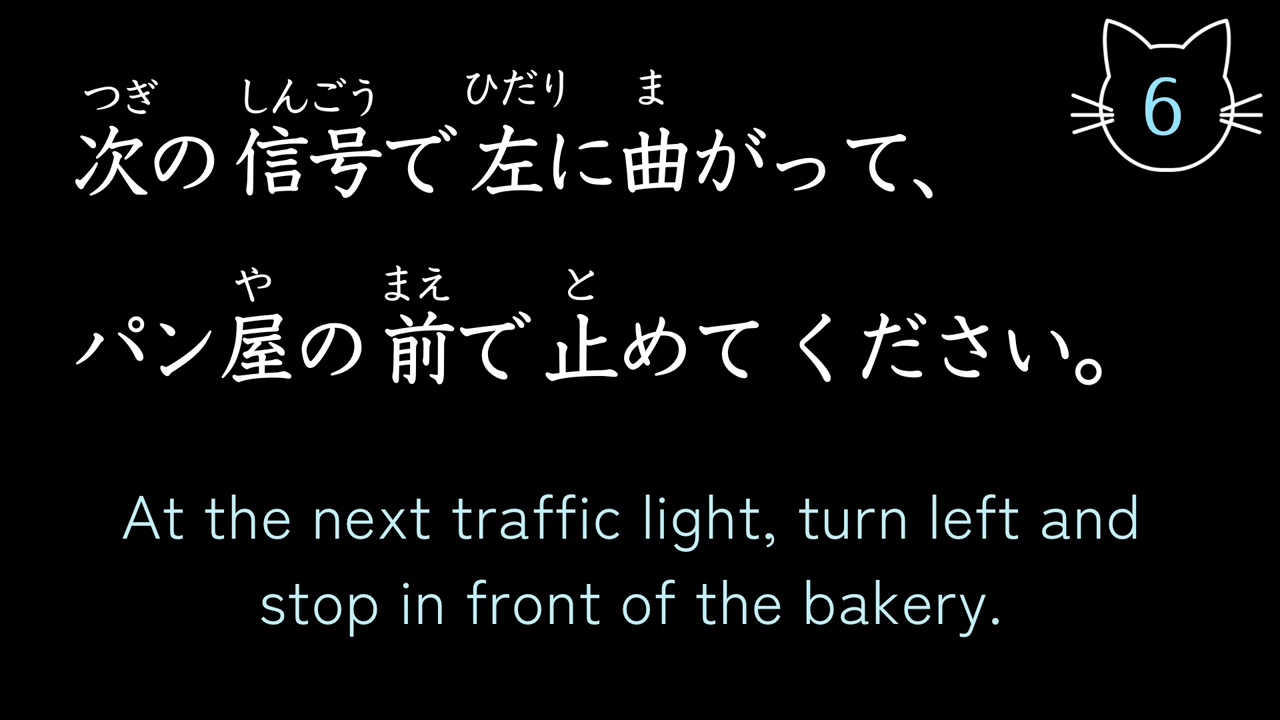 つぎ しんごう ひだり ま
次の信号で左に曲がって、
や まえ と
パン屋の前で止めてください。
At the next traffic light, turn left and
stop in front of the bakery.
6